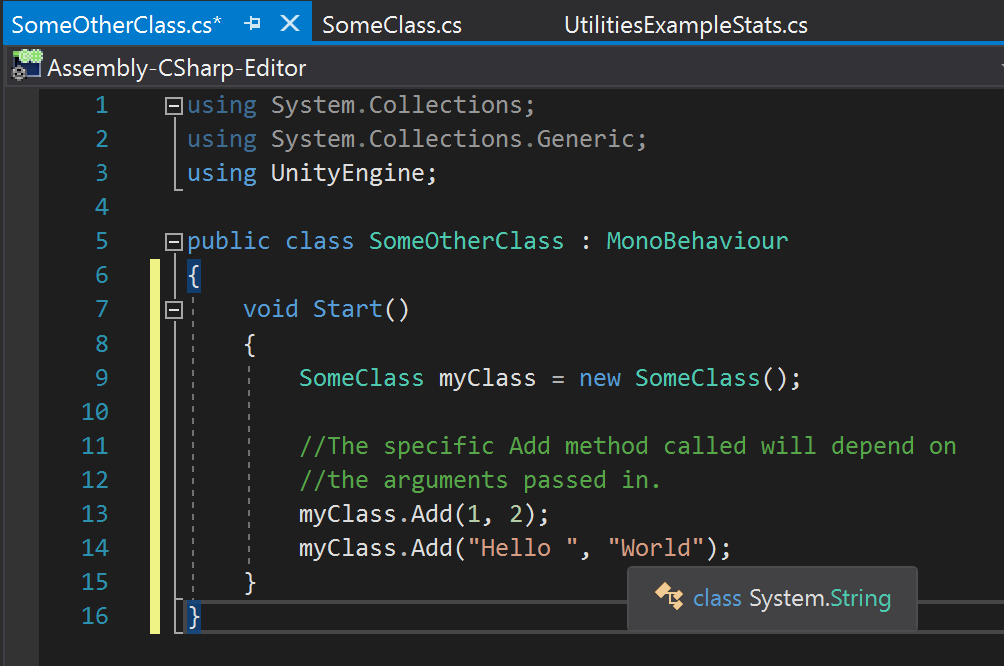 SomeOtherClass.cs* SomeClass.cs UtilitiesExampleStats.cs
Assembly-CSharp-Editor
1 using System.Collections;
2 using System.Collections.Generic;
3 using UnityEngine;
4
5 public class SomeOtherClass : MonoBehaviour
6 {
7 void Start()
8 {
9 SomeClass myClass = new SomeClass();
10
11 //The specific Add method called will depend on
12 //the arguments passed in.
13 myClass.Add(1, 2);
14 myClass.Add("Hello ", "World");
15 }
class System.String
16 }